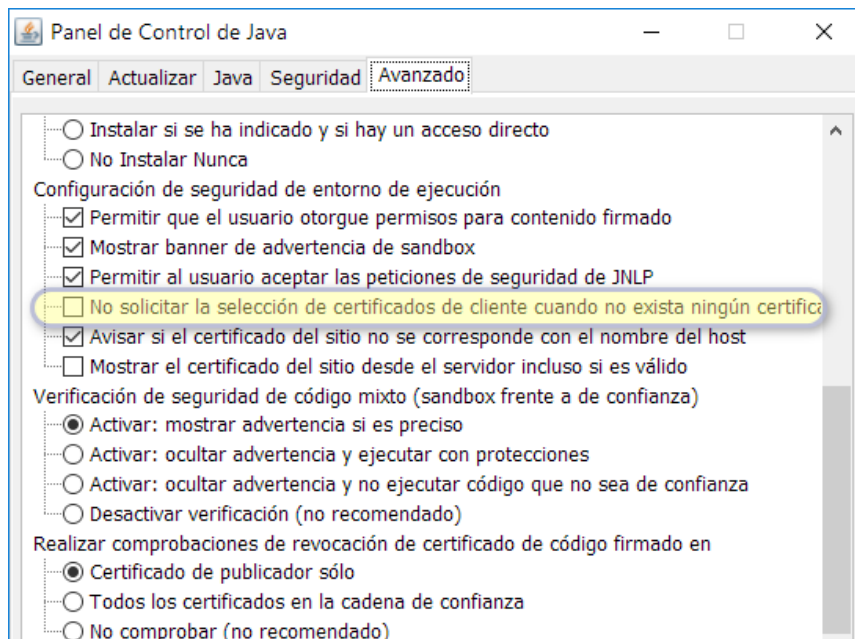 Panel de Control de Java
General Actualizar Java Seguridad Avanzado
Instalar si se ha indicado y si hay un acceso directo
No Instalar Nunca
Configuración de seguridad de entorno de ejecución
Permitir que el usuario otorgue permisos para contenido firmado
Mostrar banner de advertencia de sandbox
Permitir al usuario aceptar las peticiones de seguridad de JNLP
No solicitar la selección de certificados de cliente cuando no exista ningún certifica
Avisar si el certificado del sitio no se corresponde con el nombre del host
Mostrar el certificado del sitio desde el servidor incluso si es válido
Verificación de seguridad de código mixto (sandbox frente a de confianza)
Activar: mostrar advertencia si es preciso
Activar: ocultar advertencia y ejecutar con protecciones
Activar: ocultar advertencia y no ejecutar código que no sea de confianza
Desactivar verificación (no recomendado)
Realizar comprobaciones de revocación de certificado de código firmado en
Certificado de publicador sólo
Todos los certificados en la cadena de confianza
No comprobar (no recomendado)